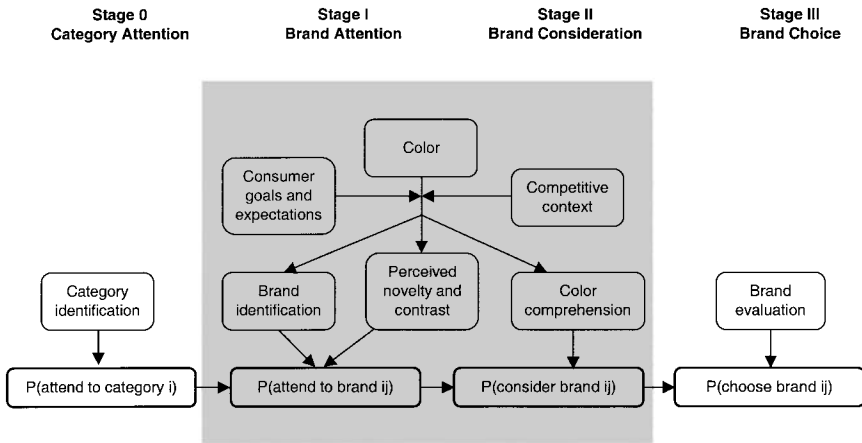 Stage 0
Category Attention
Stage I
Brand Attention
Stage II
Brand Consideration
Stage III
Brand Choice
Color
Consumer
goals and
expectations
Competitive
context
Category
identification
Brand
identification
Perceived
novelty and
contrast
Color
comprehension
Brand
evaluation
P(attend to category i)
P(attend to brand ij)
P(consider brand ij)
P(choose brand ij)